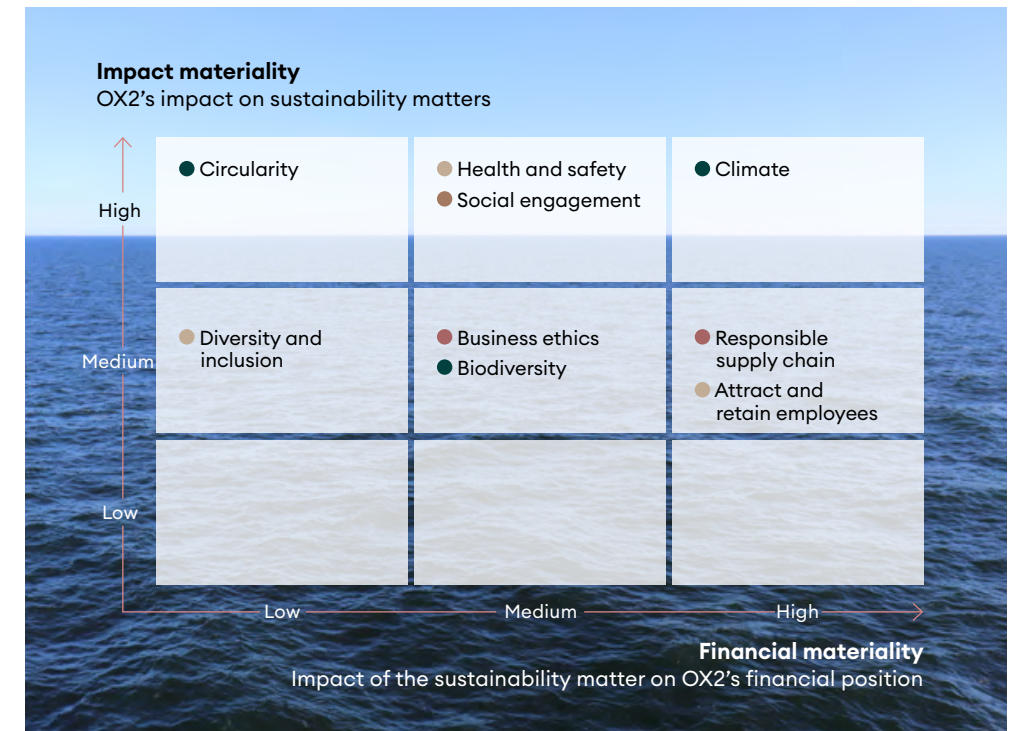 Impact materiality
OX2's impact on sustainability matters
High
Circularity
Health and safety
Social engagement
Climate
Medium
Diversity and
inclusion
Business ethics
Biodiversity
Responsible
supply chain
Attract and
retain employees
Low
Low
Medium
High
Financial materiality
Impact of the sustainability matter on OX2's financial position